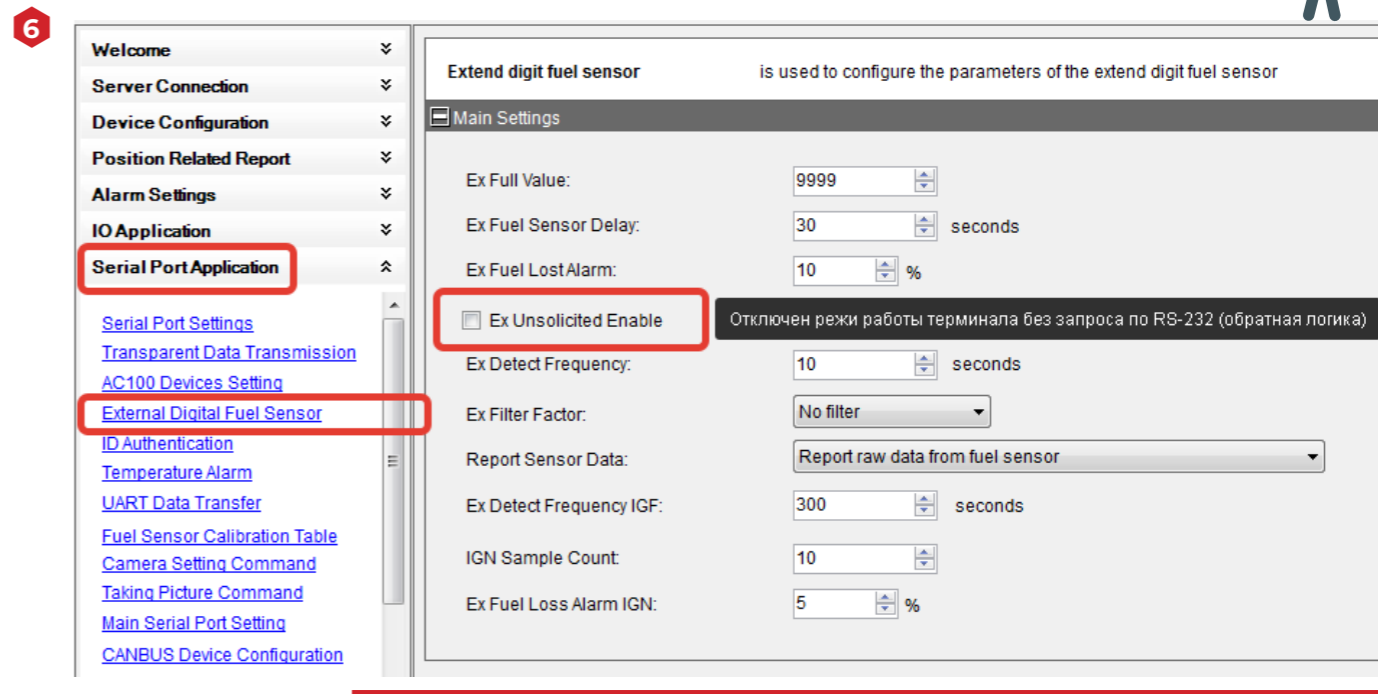 6
Welcome
Server Connection
Device Configuration
Position Related Report
Alarm Settings
IO Application
Serial Port Application
Serial Port Settings
Transparent Data Transmission
AC100 Devices Setting
External Digital Fuel Sensor
ID Authentication
Temperature Alarm
UART Data Transfer
Fuel Sensor Calibration Table
Camera Setting Command
Taking Picture Command
Main Serial Port Setting
CANBUS Device Configuration
Extend digit fuel sensor is used to configure the parameters of the extend digit fuel sensor
Main Settings
Ex Full Value: 9999
Ex Fuel Sensor Delay: 30 seconds
Ex Fuel Lost Alarm: 10 %
Ex Unsolicited Enable Отключен режи работы терминала без запроса по RS-232 (обратная логика)
Ex Detect Frequency: 10 seconds
Ex Filter Factor: No filter
Report Sensor Data: Report raw data from fuel sensor
Ex Detect Frequency IGF: 300 seconds
IGN Sample Count: 10
Ex Fuel Loss Alarm IGN: 5 %